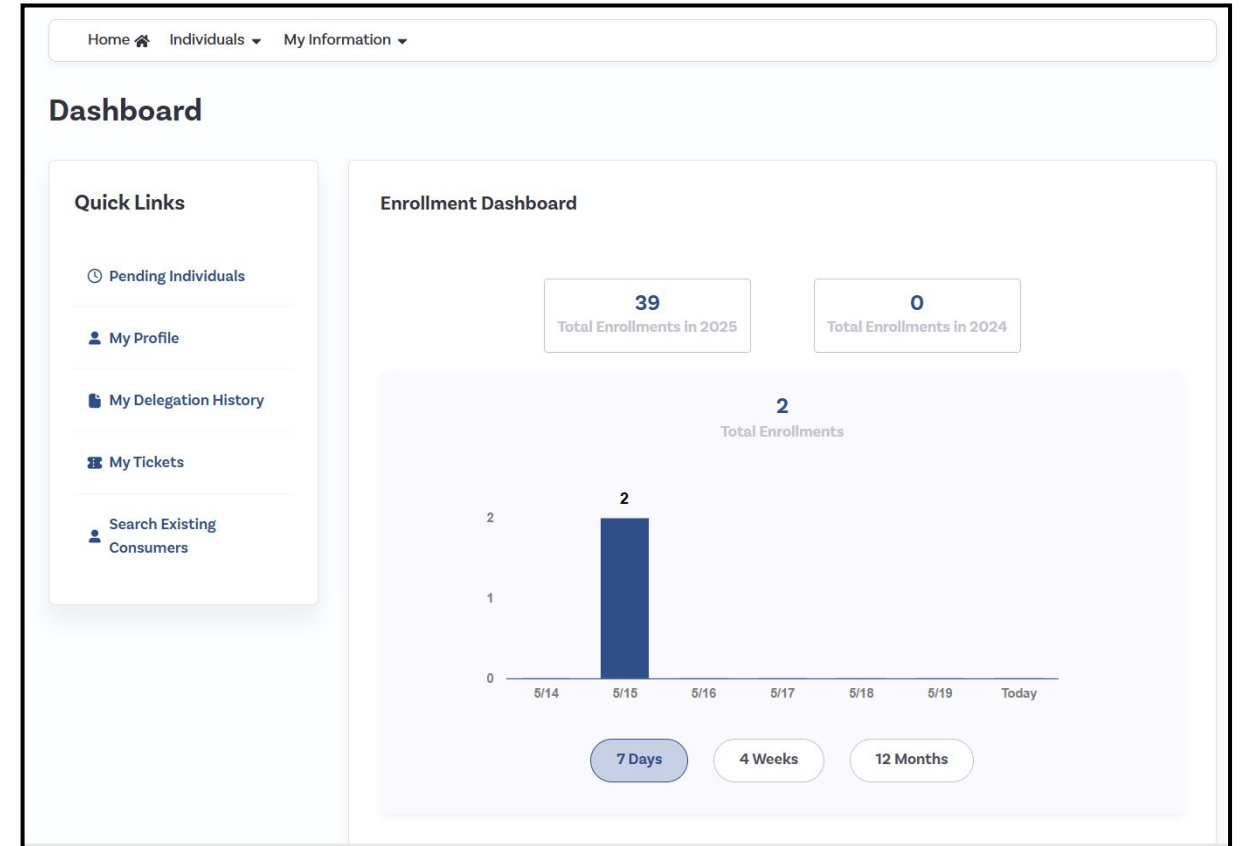 Home Individuals My Information
Dashboard
Quick Links
Pending Individuals
My Profile
My Delegation History
My Tickets
Search Existing
Consumers
Enrollment Dashboard
39
Total Enrollments in 2025
0
Total Enrollments in 2024
2
Total Enrollments
2
2
1
0
5/14 5/15 5/16 5/17 5/18 5/19 Today
7 Days 4 Weeks 12 Months